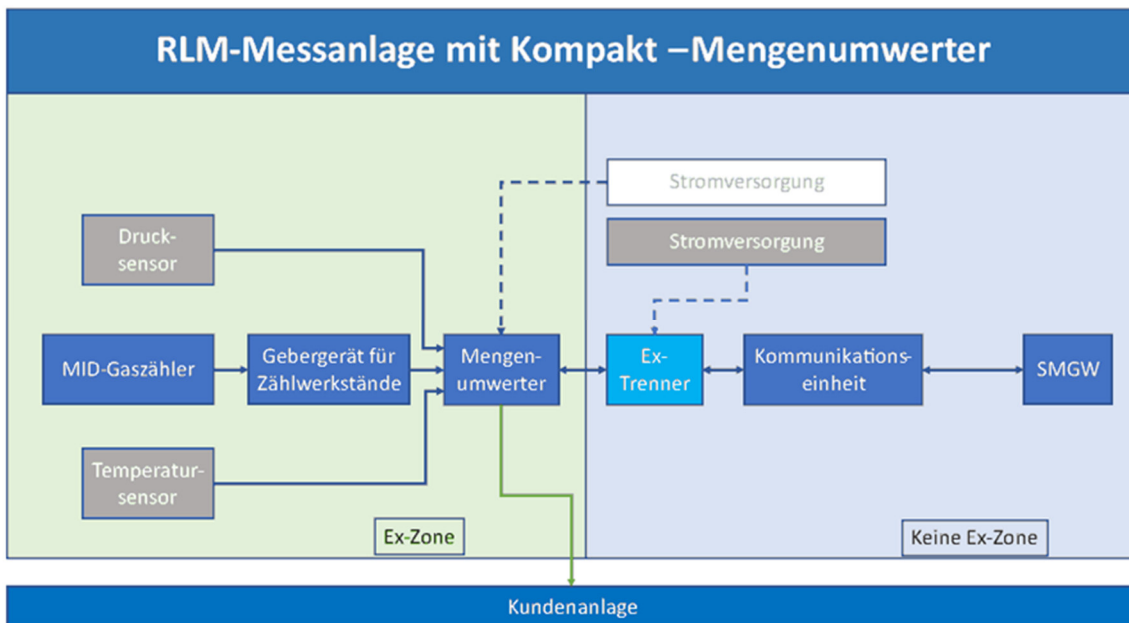 RLM-Messanlage mit Kompakt –Mengenumwerter
Stromversorgung
Stromversorgung
Druck-
sensor
MID-Gaszähler
Gebergerät für
Zählwerkstände
Mengen-
umwerter
Ex-
Trenner
Kommunikations-
einheit
SMGW
Temperatur-
sensor
Ex-Zone
Keine Ex-Zone
Kundenanlage